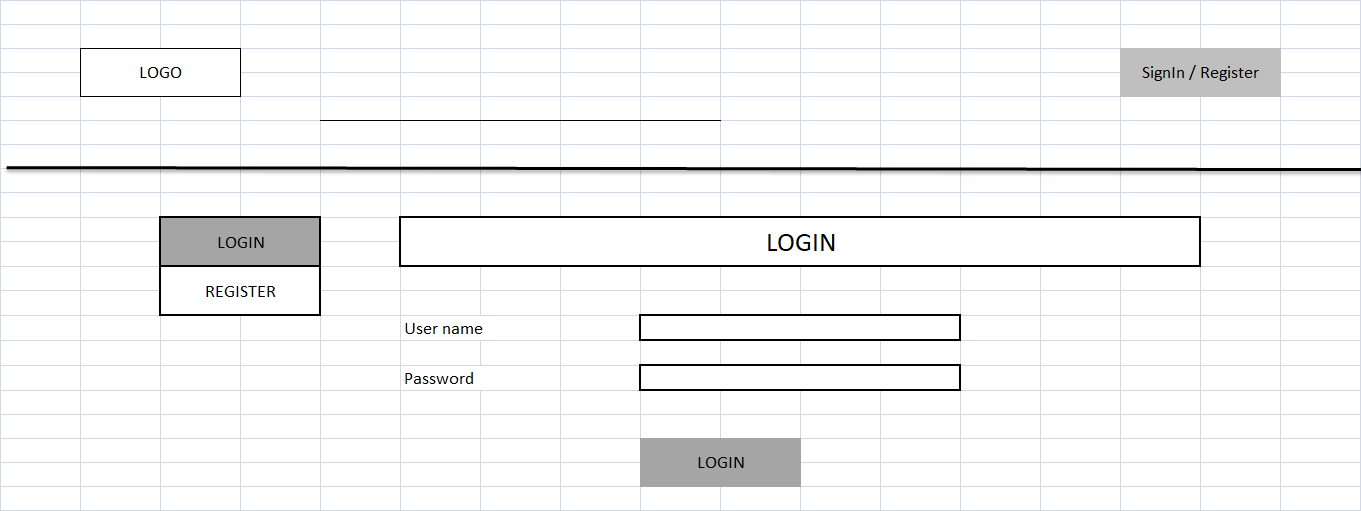 LOGO
SignIn / Register
LOGIN
LOGIN
REGISTER
User name
Password
LOGIN